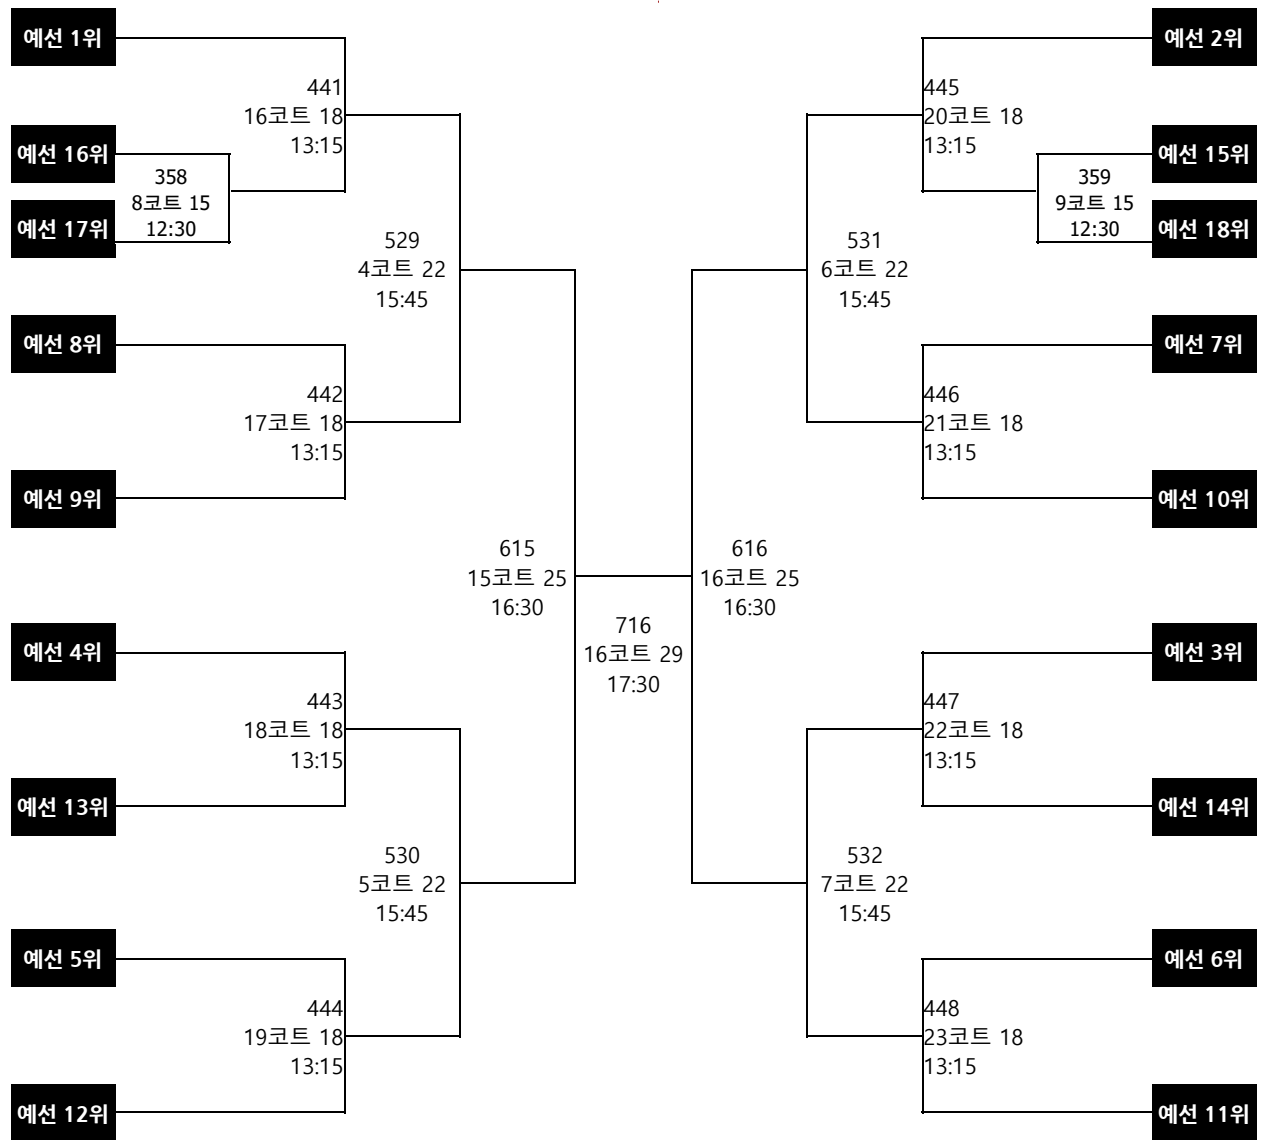 예선 1위
예선 2위
441
16코트 18
13:15
445
20코트 18
13:15
예선 16위
예선 15위
358
8코트 15
12:30
359
9코트 15
12:30
예선 17위
예선 18위
529
4코트 22
15:45
531
6코트 22
15:45
예선 8위
예선 7위
442
17코트 18
13:15
446
21코트 18
13:15
예선 9위
예선 10위
615
15코트 25
16:30
616
16코트 25
16:30
716
16코트 29
17:30
예선 4위
예선 3위
443
18코트 18
13:15
447
22코트 18
13:15
예선 13위
예선 14위
530
5코트 22
15:45
532
7코트 22
15:45
예선 5위
예선 6위
444
19코트 18
13:15
448
23코트 18
13:15
예선 12위
예선 11위